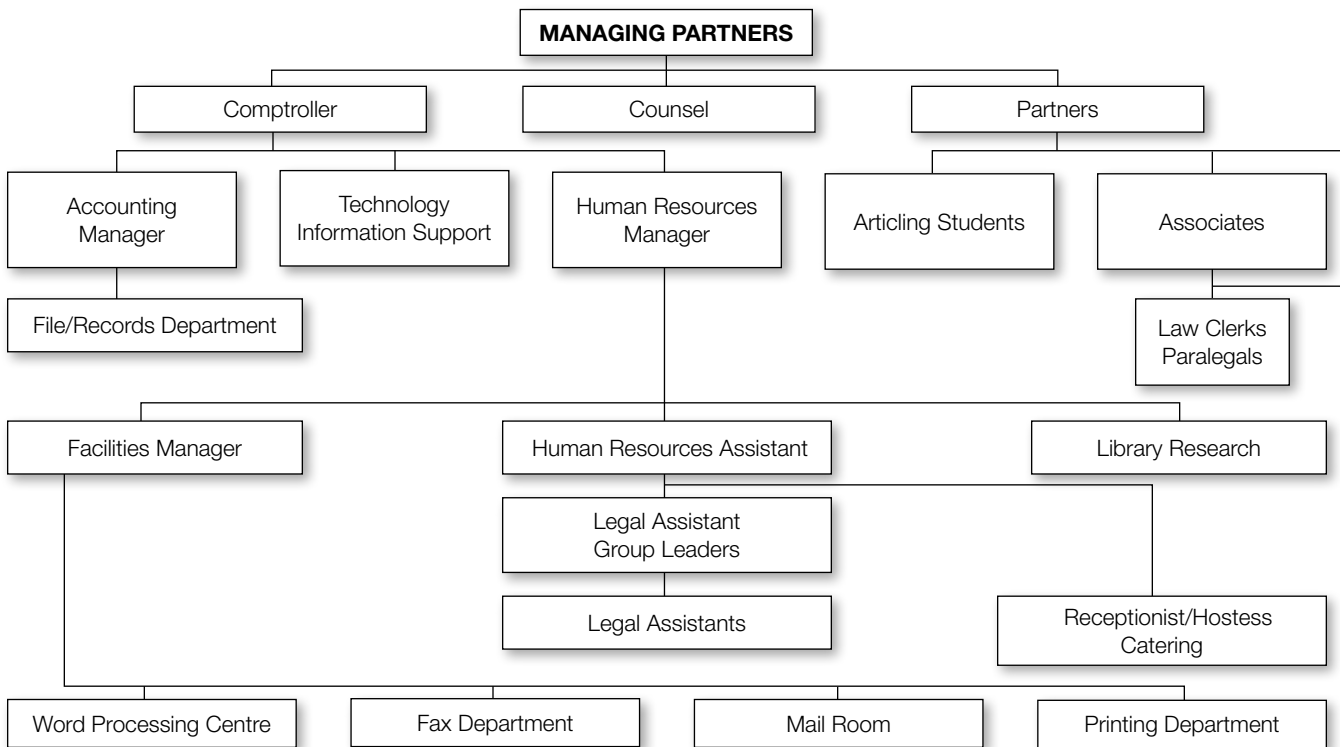 MANAGING PARTNERS
Comptroller
Counsel
Partners
Accounting
Manager
Technology
Information Support
Human Resources
Manager
Articling Students
Associates
File/Records Department
Law Clerks
Paralegals
Facilities Manager
Human Resources Assistant
Library Research
Legal Assistant
Group Leaders
Legal Assistants
Receptionist/Hostess
Catering
Word Processing Centre
Fax Department
Mail Room
Printing Department